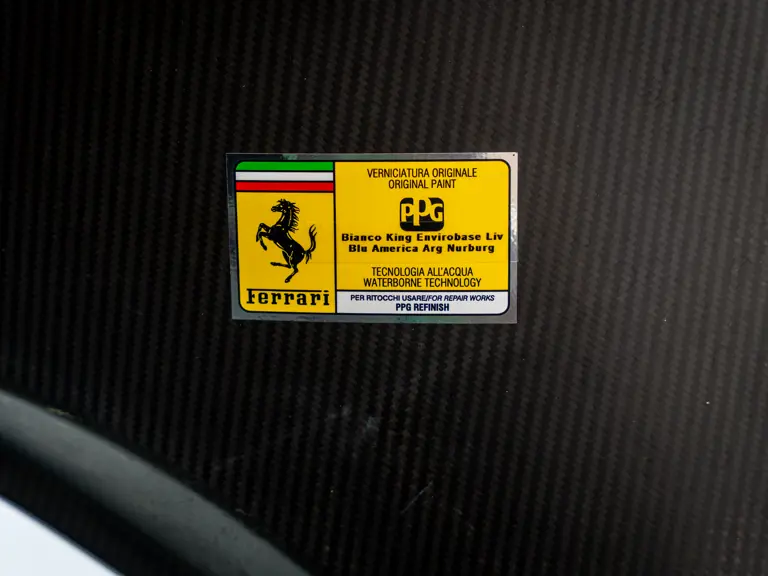 VERNICIATURA ORIGINALE
ORIGINAL PAINT
PPG
Bianco King Envirobase Liv
Blu America Arg Nurburg
TECNOLOGIA ALL'ACQUA
WATERBORNE TECHNOLOGY
Ferrari
PER RITOCCHI USARE/FOR REPAIR WORKS
PPG REFINISH